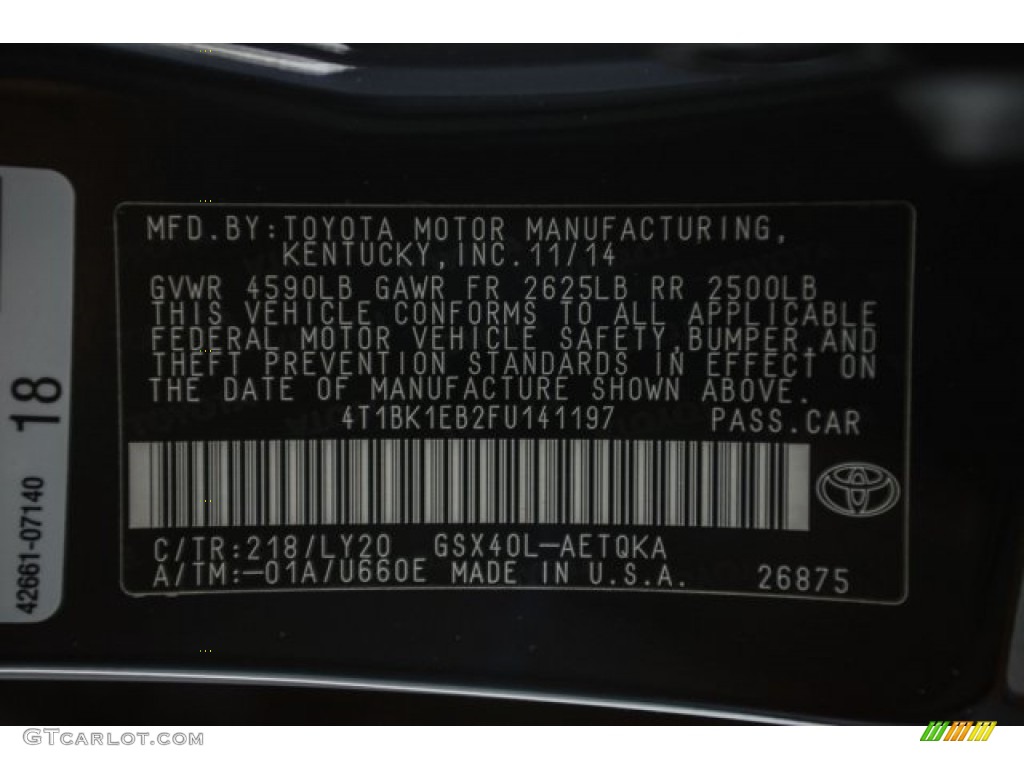 MFD.BY:TOYOTA MOTOR MANUFACTURING,
KENTUCKY,INC.11/14
GVWR 4590LB GAWR FR 2625LB RR 2500LB
THIS VEHICLE CONFORMS TO ALL APPLICABLE
FEDERAL MOTOR VEHICLE SAFETY,BUMPER,AND
THEFT PREVENTION STANDARDS IN EFFECT ON
THE DATE OF MANUFACTURE SHOWN ABOVE.
4T1BK1EB2FU141197 PASS.CAR
C/TR:218/LY20 GSX40L-AETQKA
A/TM:-01A/U660E MADE IN U.S.A. 26875
18
42661-07140
GTcarlot.com